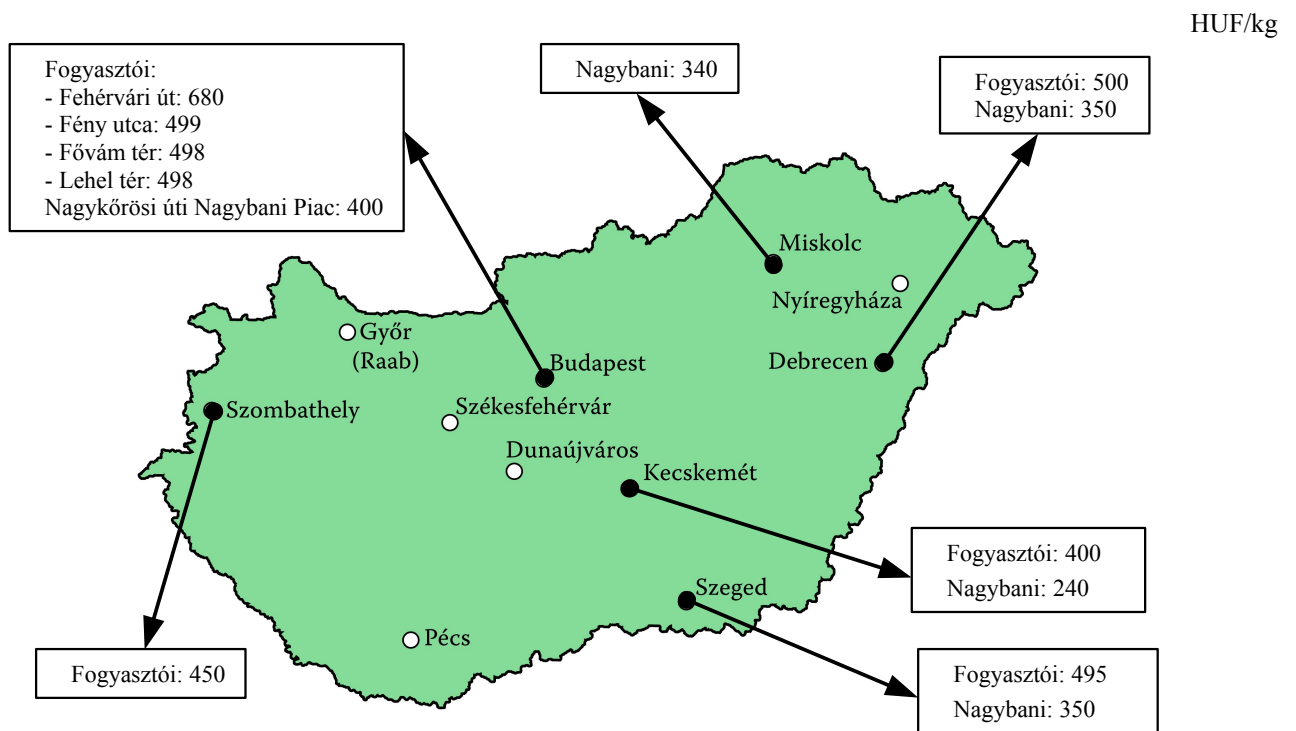 HUF/kg
Fogyasztói:
- Fehérvári út: 680
- Fény utca: 499
- Fővám tér: 498
- Lehel tér: 498
Nagykőrösi úti Nagybani Piac: 400
Nagybani: 340
Fogyasztói: 500
Nagybani: 350
Miskolc
Nyíregyháza
Győr
(Raab)
Budapest
Debrecen
Szombathely
Székesfehérvár
Dunaújváros
Kecskemét
Fogyasztói: 400
Nagybani: 240
Szeged
Pécs
Fogyasztói: 450
Fogyasztói: 495
Nagybani: 350